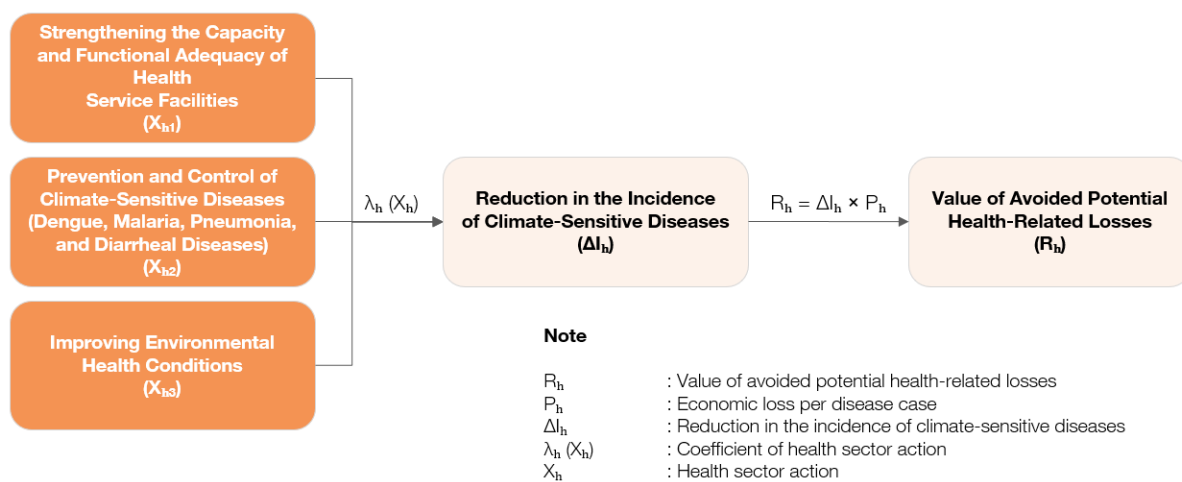 Strengthening the Capacity
and Functional Adequacy of
Health
Service Facilities
(Xₕ₁)
Prevention and Control of
Climate-Sensitive Diseases
(Dengue, Malaria, Pneumonia,
and Diarrheal Diseases)
(Xₕ₂)
Improving Environmental
Health Conditions
(Xₕ₃)
λₕ (Xₕ)
Reduction in the Incidence
of Climate-Sensitive Diseases
(ΔIₕ)
Rₕ = ΔIₕ × Pₕ
Value of Avoided Potential
Health-Related Losses
(Rₕ)
Note
Rₕ : Value of avoided potential health-related losses
Pₕ : Economic loss per disease case
ΔIₕ : Reduction in the incidence of climate-sensitive diseases
λₕ (Xₕ) : Coefficient of health sector action
Xₕ : Health sector action